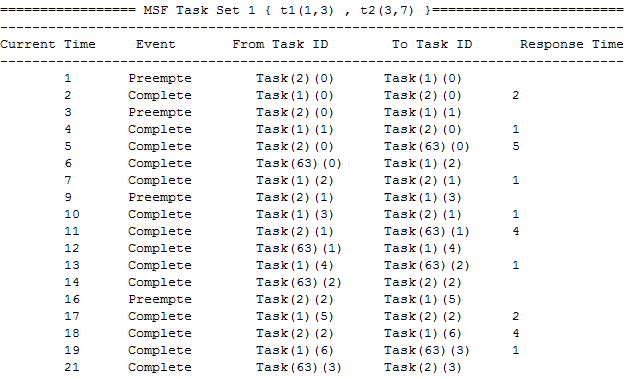 ================= MSF Task Set 1 { t1(1,3) , t2(3,7) }========================
------------------------------------------------------------------------------
Current Time     Event       From Task ID        To Task ID      Response Time
------------------------------------------------------------------------------
        1       Preempte        Task(2)(0)      Task(1)(0)
        2       Complete        Task(1)(0)      Task(2)(0)      2
        3       Preempte        Task(2)(0)      Task(1)(1)
        4       Complete        Task(1)(1)      Task(2)(0)      1
        5       Complete        Task(2)(0)      Task(63)(0)     5
        6       Complete        Task(63)(0)     Task(1)(2)
        7       Complete        Task(1)(2)      Task(2)(1)      1
        9       Preempte        Task(2)(1)      Task(1)(3)
        10      Complete        Task(1)(3)      Task(2)(1)      1
        11      Complete        Task(2)(1)      Task(63)(1)     4
        12      Complete        Task(63)(1)     Task(1)(4)
        13      Complete        Task(1)(4)      Task(63)(2)     1
        14      Complete        Task(63)(2)     Task(2)(2)
        16      Preempte        Task(2)(2)      Task(1)(5)
        17      Complete        Task(1)(5)      Task(2)(2)      2
        18      Complete        Task(2)(2)      Task(1)(6)      4
        19      Complete        Task(1)(6)      Task(63)(3)     1
        21      Complete        Task(63)(3)     Task(2)(3)